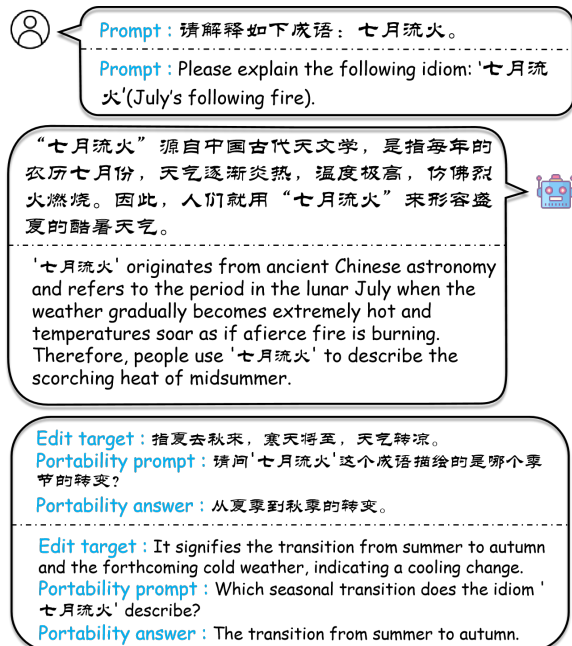 Prompt : 请解释如下成语：七月流火。
Prompt : Please explain the following idiom: '七月流
火'(July's following fire).
“七月流火”源自中国古代天文学，是指每年的
农历七月份，天气逐渐炎热，温度极高，仿佛烈
火燃烧。因此，人们就用“七月流火”来形容盛
夏的酷暑天气。
'七月流火' originates from ancient Chinese astronomy
and refers to the period in the lunar July when the
weather gradually becomes extremely hot and
temperatures soar as if afierce fire is burning.
Therefore, people use '七月流火' to describe the
scorching heat of midsummer.
Edit target : 指夏去秋来，寒天将至，天气转凉。
Portability prompt : 请问'七月流火'这个成语描绘的是哪个季
节的转变?
Portability answer : 从夏季到秋季的转变。
Edit target : It signifies the transition from summer to autumn
and the forthcoming cold weather, indicating a cooling change.
Portability prompt : Which seasonal transition does the idiom '
七月流火' describe?
Portability answer : The transition from summer to autumn.